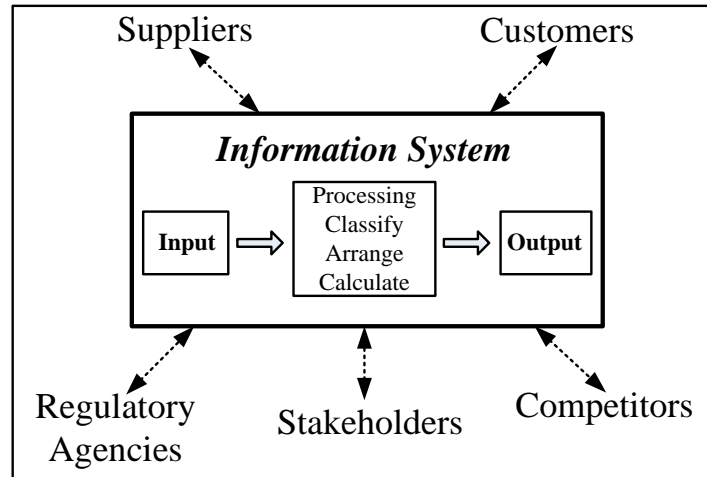 Suppliers
Customers
Information System
Input
Processing
Classify
Arrange
Calculate
Output
Regulatory
Agencies
Stakeholders
Competitors